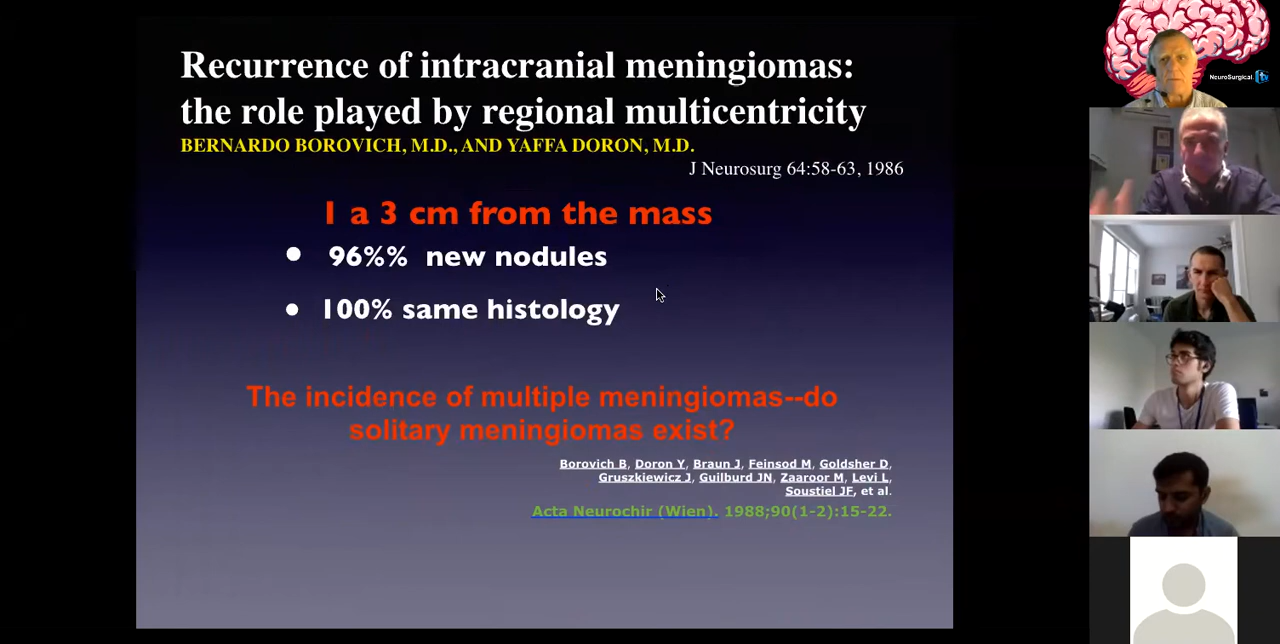 Recurrence of intracranial meningiomas:
the role played by regional multicentricity
BERNARDO BOROVICH, M.D., AND YAFFA DORON, M.D.
J Neurosurg 64:58-63, 1986
1 a 3 cm from the mass
• 96%% new nodules
• 100% same histology
The incidence of multiple meningiomas--do
solitary meningiomas exist?
Borovich B, Doron Y, Braun J, Feinsod M, Goldsher D,
Gruszkiewicz J, Guilburd JN, Zaaroor M, Levi L,
Soustiel JF, et al.
Acta Neurochir (Wien). 1988;90(1-2):15-22.
NeuroSurgical tv